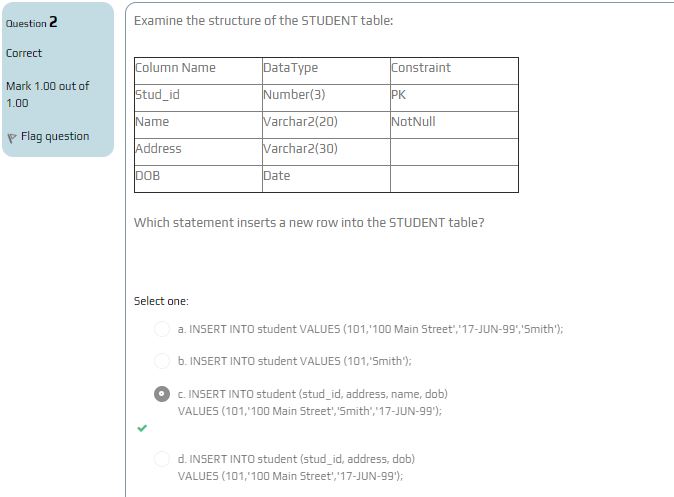 Question 2
Correct
Mark 1.00 out of
1.00
Flag question
Examine the structure of the STUDENT table:
Column Name DataType Constraint
Stud_id Number(3) PK
Name Varchar2(20) NotNull
Address Varchar2(30)
DOB Date
Which statement inserts a new row into the STUDENT table?
Select one:
a. INSERT INTO student VALUES (101,'100 Main Street','17-JUN-99','Smith');
b. INSERT INTO student VALUES (101,'Smith');
c. INSERT INTO student (stud_id, address, name, dob)
VALUES (101,'100 Main Street','Smith','17-JUN-99');
d. INSERT INTO student (stud_id, address, dob)
VALUES (101,'100 Main Street','17-JUN-99');